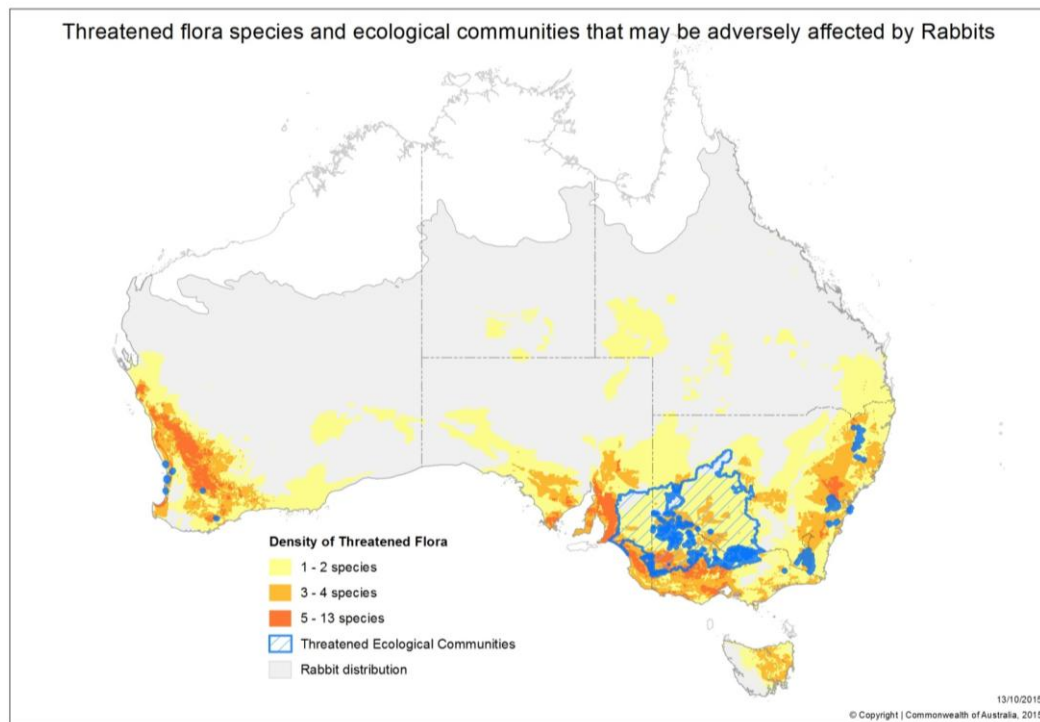 Threatened flora species and ecological communities that may be adversely affected by Rabbits
Density of Threatened Flora
1 - 2 species
3 - 4 species
5 - 13 species
Threatened Ecological Communities
Rabbit distribution
13/10/2015
© Copyright | Commonwealth of Australia, 2015